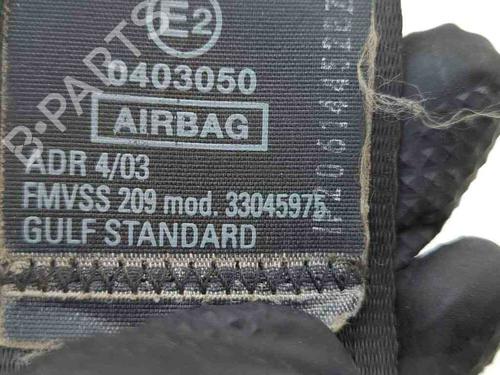 E2
0403050
AIRBAG
ADR 4/03
FMVSS 209 mod. 33045975
GULF STANDARD
B-PARTS